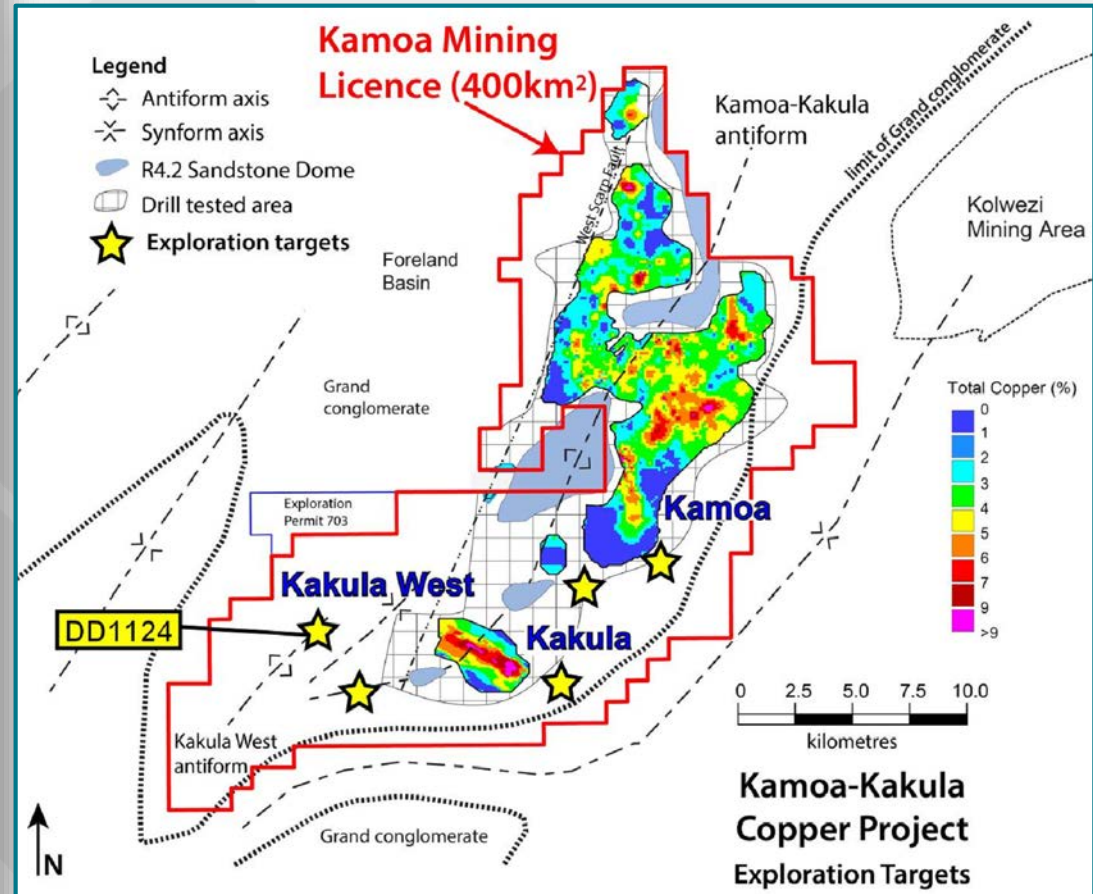 Kamoa Mining
Licence (400km²)
Legend
Antiform axis
Synform axis
R4.2 Sandstone Dome
Drill tested area
Exploration targets
Kamoa-Kakula
antiform
limit of Grand conglomerate
Kolwezi
Mining Area
West Scarp Fault
Foreland
Basin
Grand
conglomerate
Total Copper (%)
0
1
2
3
4
5
6
7
9
>9
Exploration
Permit 703
Kamoa
Kakula West
DD1124
Kakula
0 2.5 5.0 7.5 10.0
kilometres
Kakula West
antiform
Grand conglomerate
N
Kamoa-Kakula
Copper Project
Exploration Targets